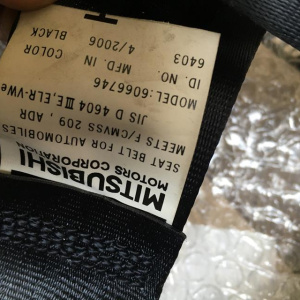 MITSUBISHI
MOTORS CORPORATION
SEAT BELT FOR AUTOMOBILES
MEETS F/CMVSS 209 , ADR
JIS D 4604 III E,ELR-VWe
MODEL:6066746
ID. NO. 6403
MFD. IN 4/2006
COLOR BLACK
H